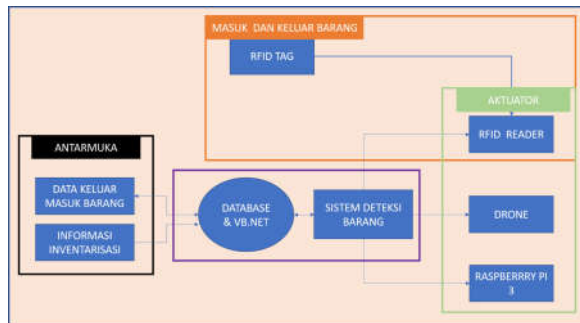 MASUK DAN KELUAR BARANG
RFID TAG
AKTUATOR
RFID READER
ANTARMUKA
DATA KELUAR
MASUK BARANG
INFORMASI
INVENTARISASI
DATABASE
& VB.NET
SISTEM DETEKSI
BARANG
DRONE
RASPBERRRY PI
3